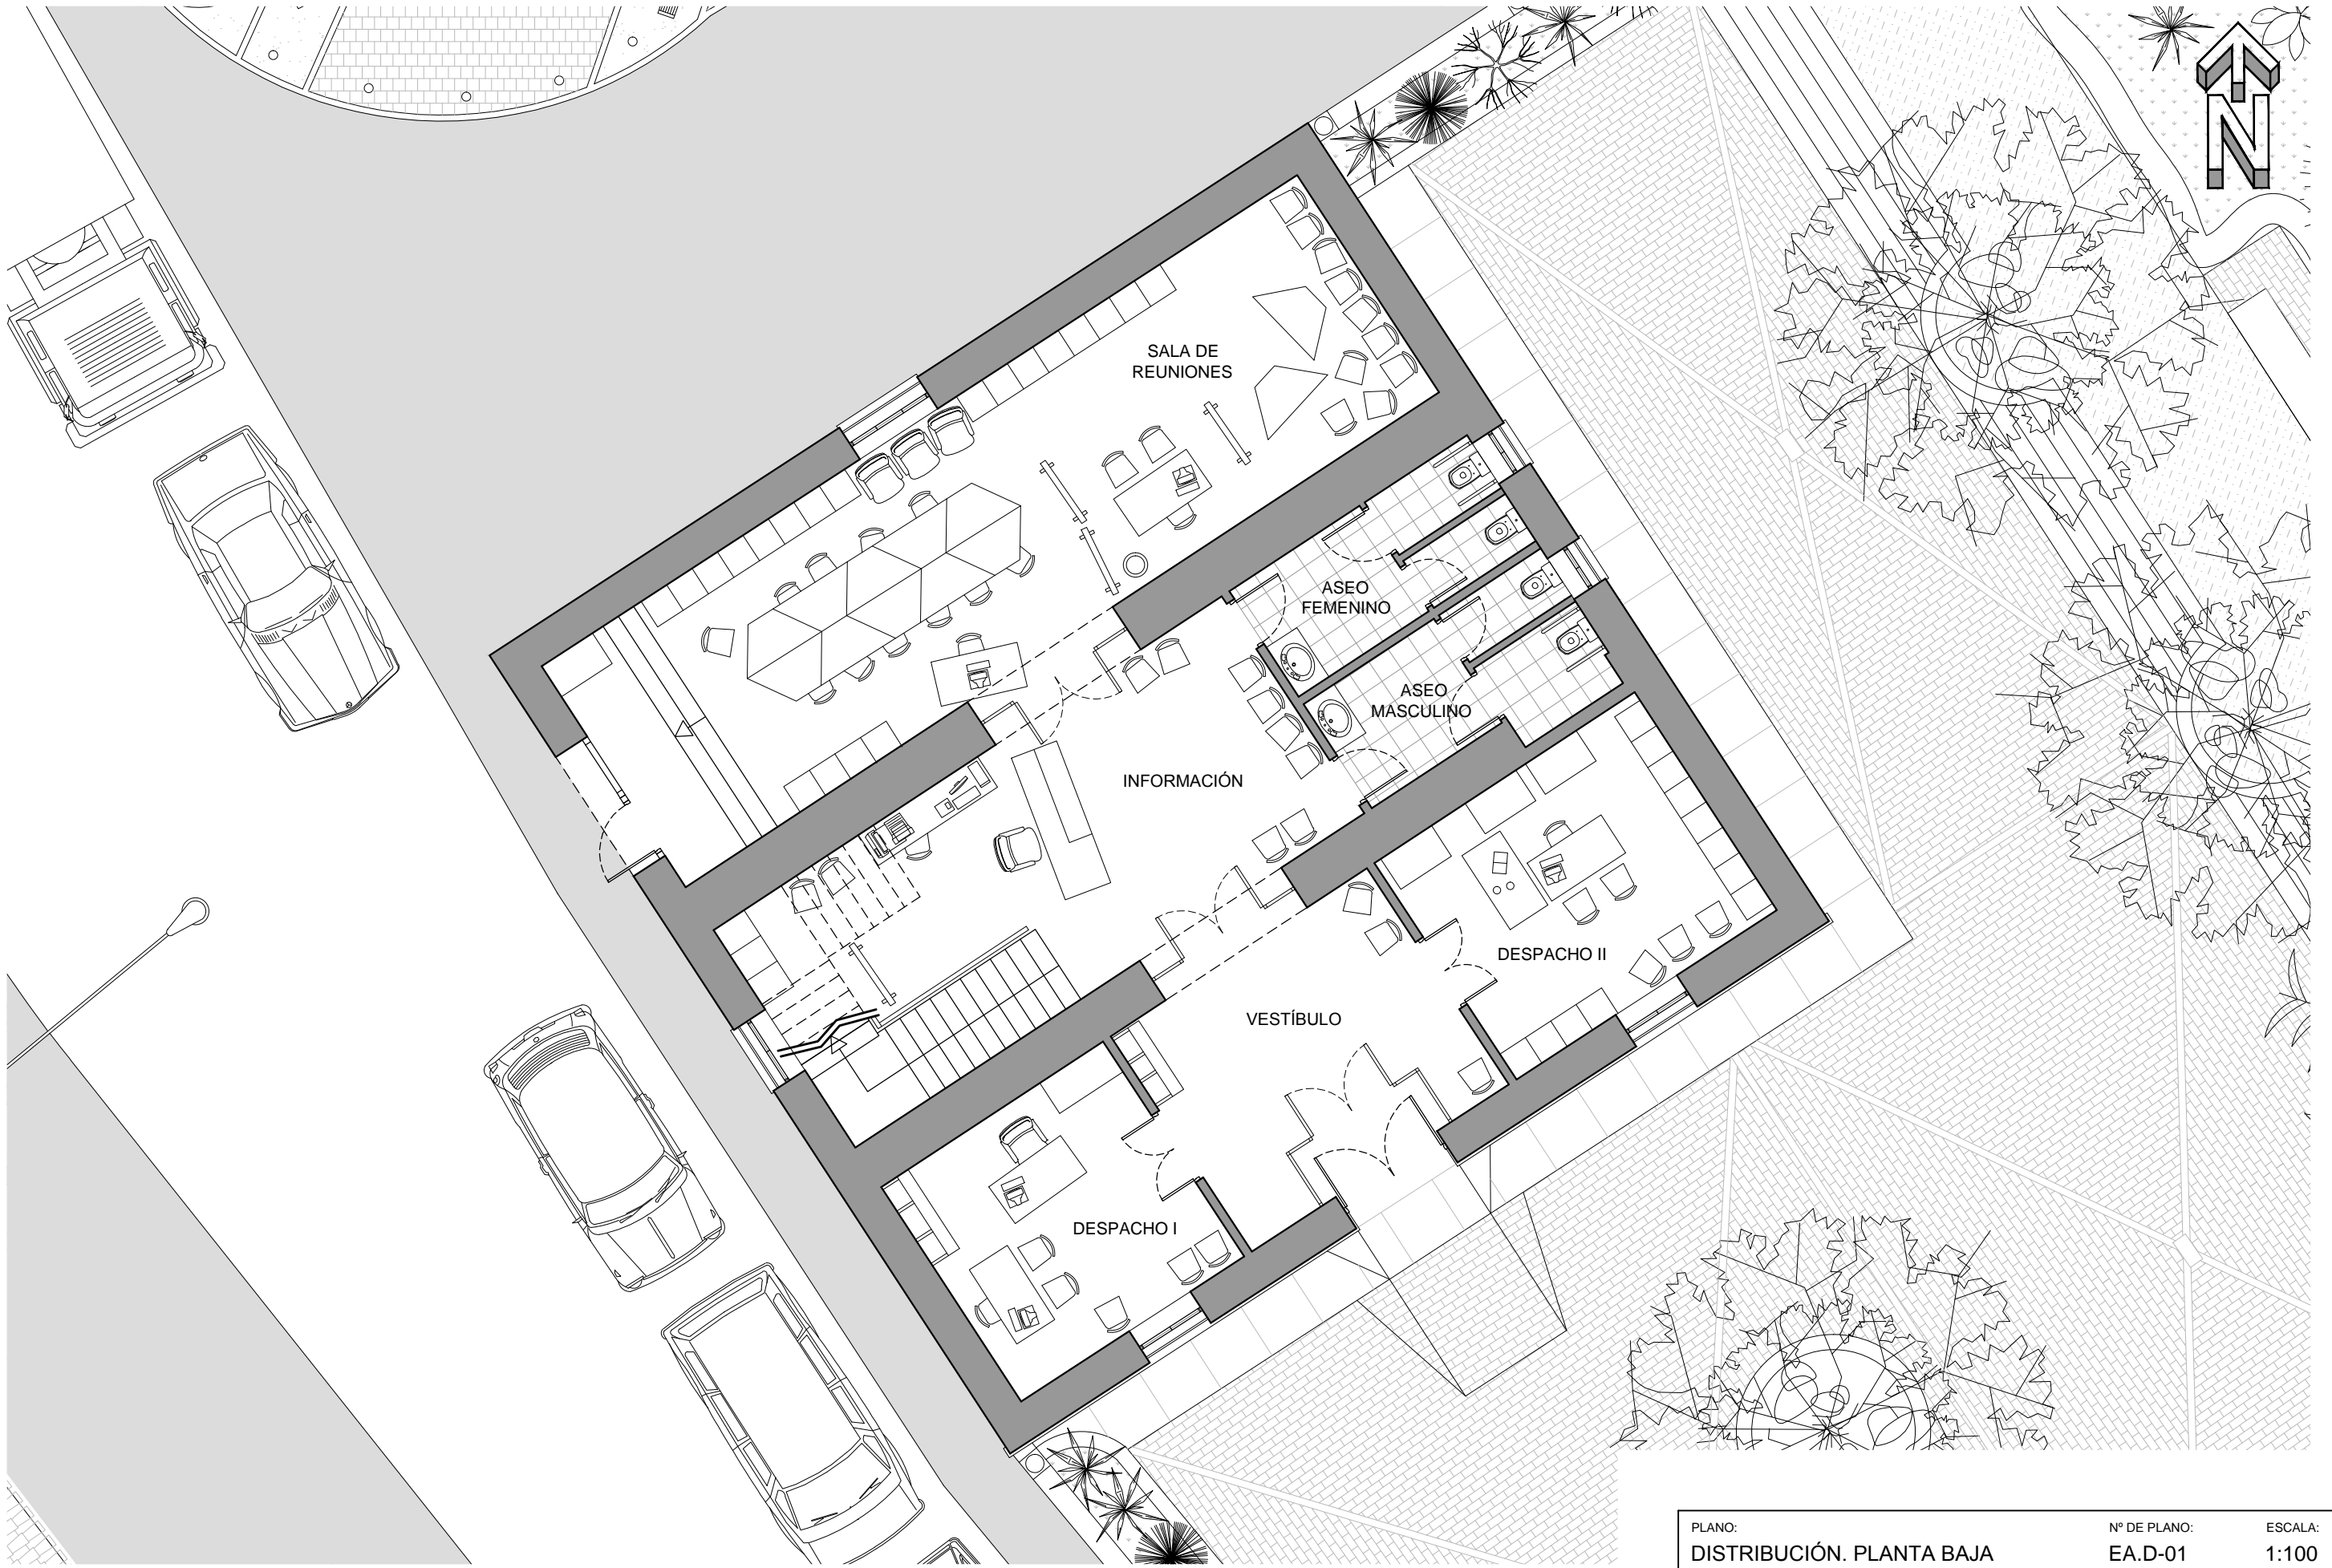 N
SALA DE
REUNIONES
ASEO
FEMENINO
ASEO
MASCULINO
INFORMACIÓN
DESPACHO II
VESTÍBULO
DESPACHO I
PLANO:
DISTRIBUCIÓN. PLANTA BAJA
Nº DE PLANO:
EA.D-01
ESCALA:
1:100